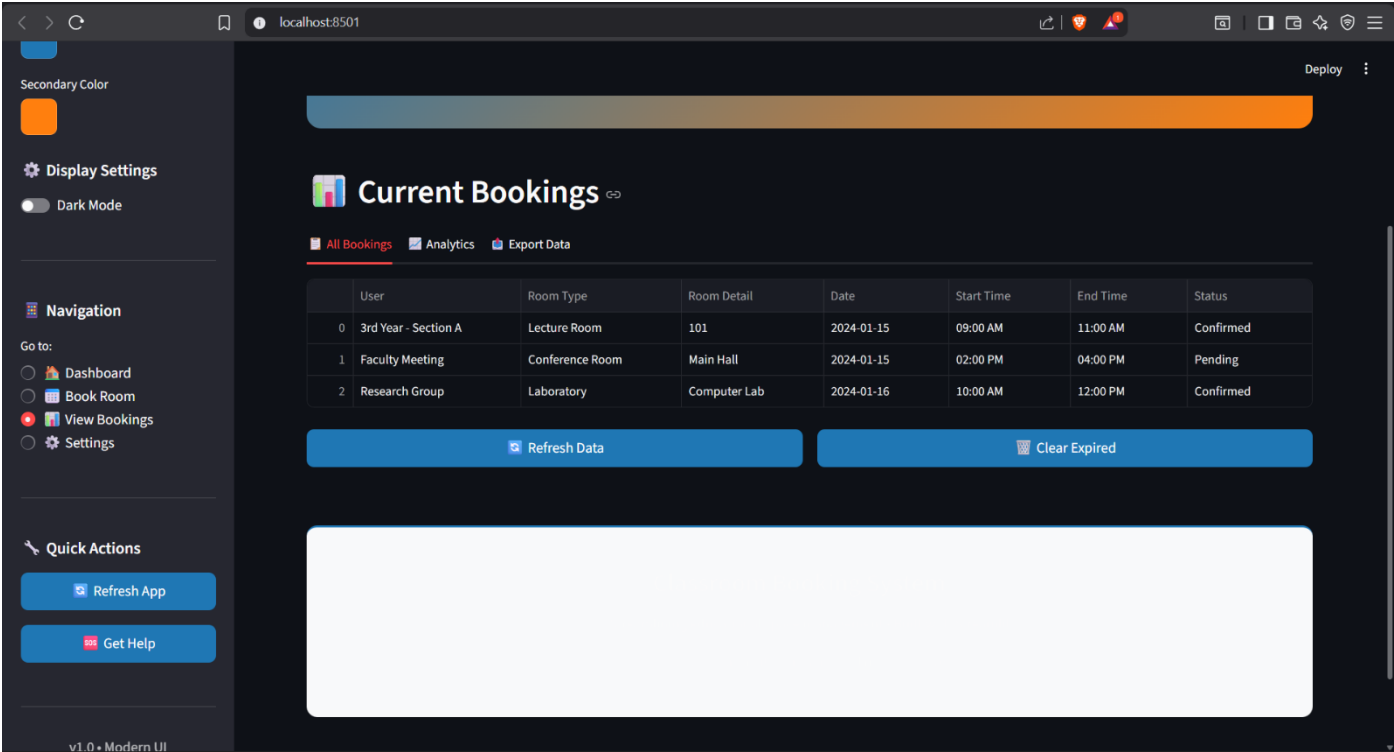 localhost:8501
1
Secondary Color
Display Settings
Dark Mode
Navigation
Go to:
Dashboard
Book Room
View Bookings
Settings
Quick Actions
Refresh App
SOS Get Help
v1.0 • Modern UI
Deploy
Current Bookings
All Bookings Analytics Export Data
User Room Type Room Detail Date Start Time End Time Status
0 3rd Year - Section A Lecture Room 101 2024-01-15 09:00 AM 11:00 AM Confirmed
1 Faculty Meeting Conference Room Main Hall 2024-01-15 02:00 PM 04:00 PM Pending
2 Research Group Laboratory Computer Lab 2024-01-16 10:00 AM 12:00 PM Confirmed
Refresh Data Clear Expired